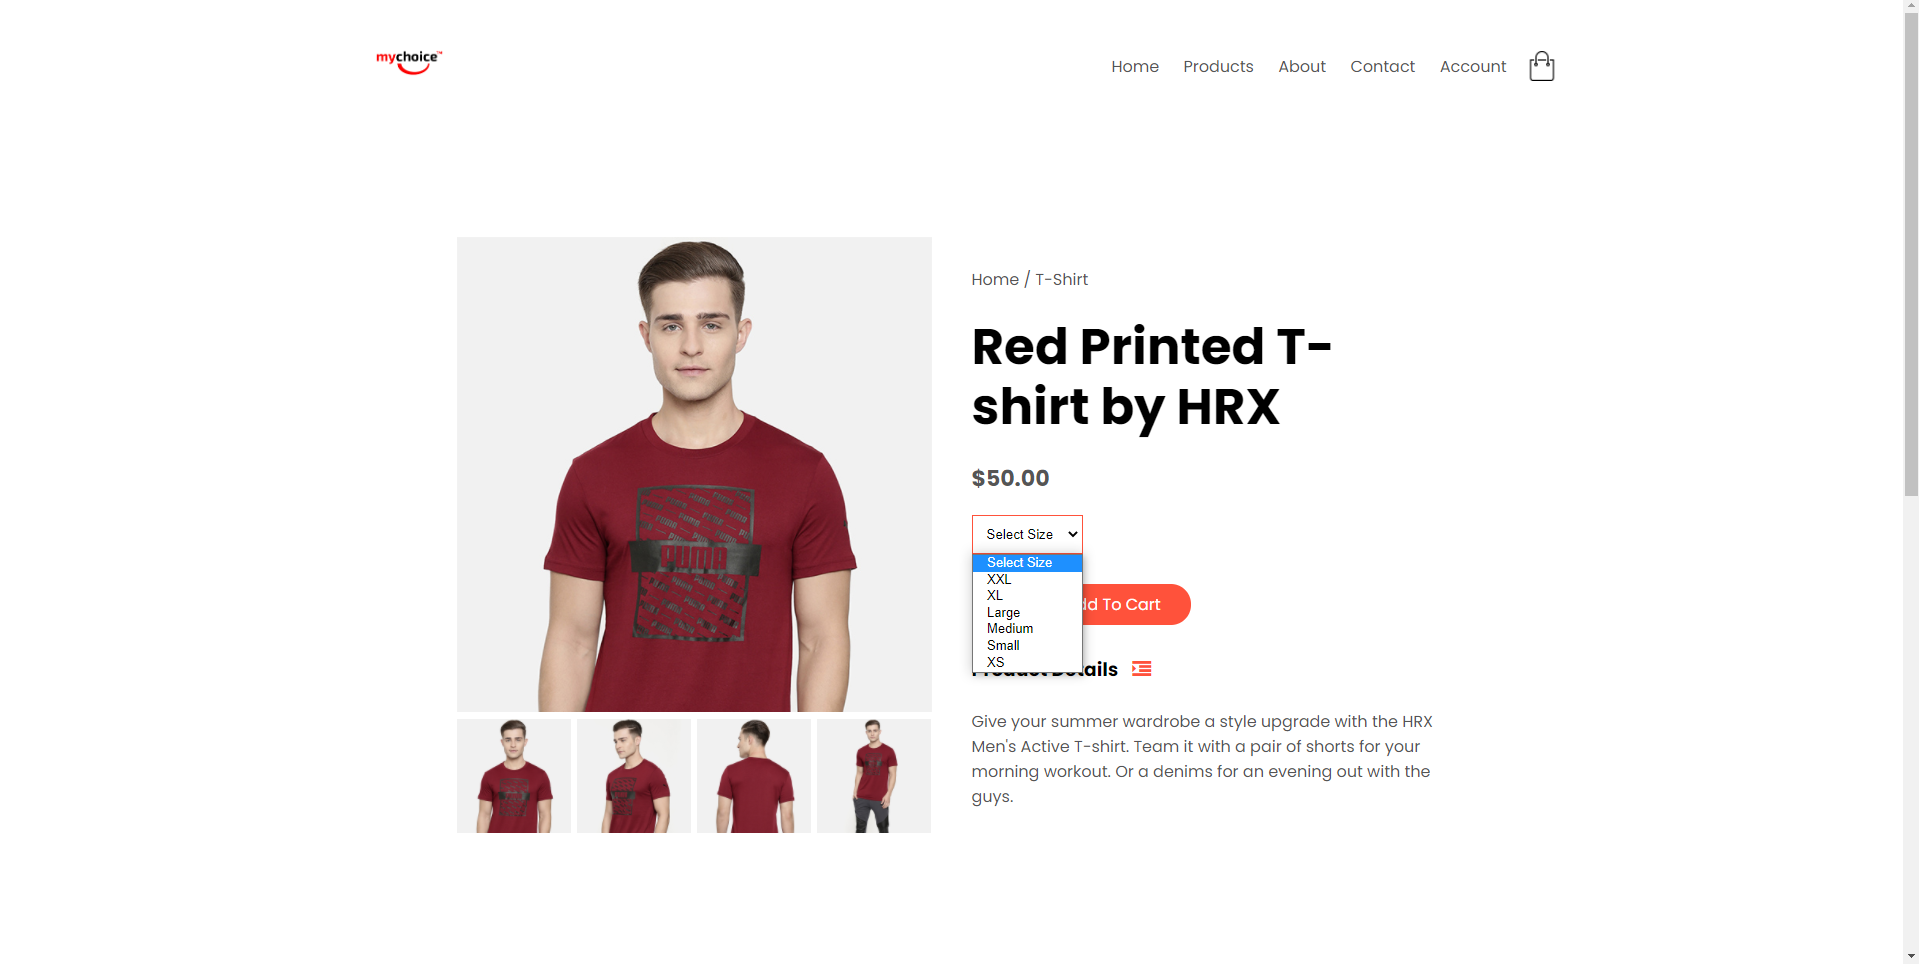 mychoice™
Home Products About Contact Account
PUMA
Home / T-Shirt
Red Printed T-
shirt by HRX
$50.00
Select Size
Select Size
XXL
XL
Large
Medium
Small
XS
To Cart
Give your summer wardrobe a style upgrade with the HRX
Men's Active T-shirt. Team it with a pair of shorts for your
morning workout. Or a denims for an evening out with the
guys.